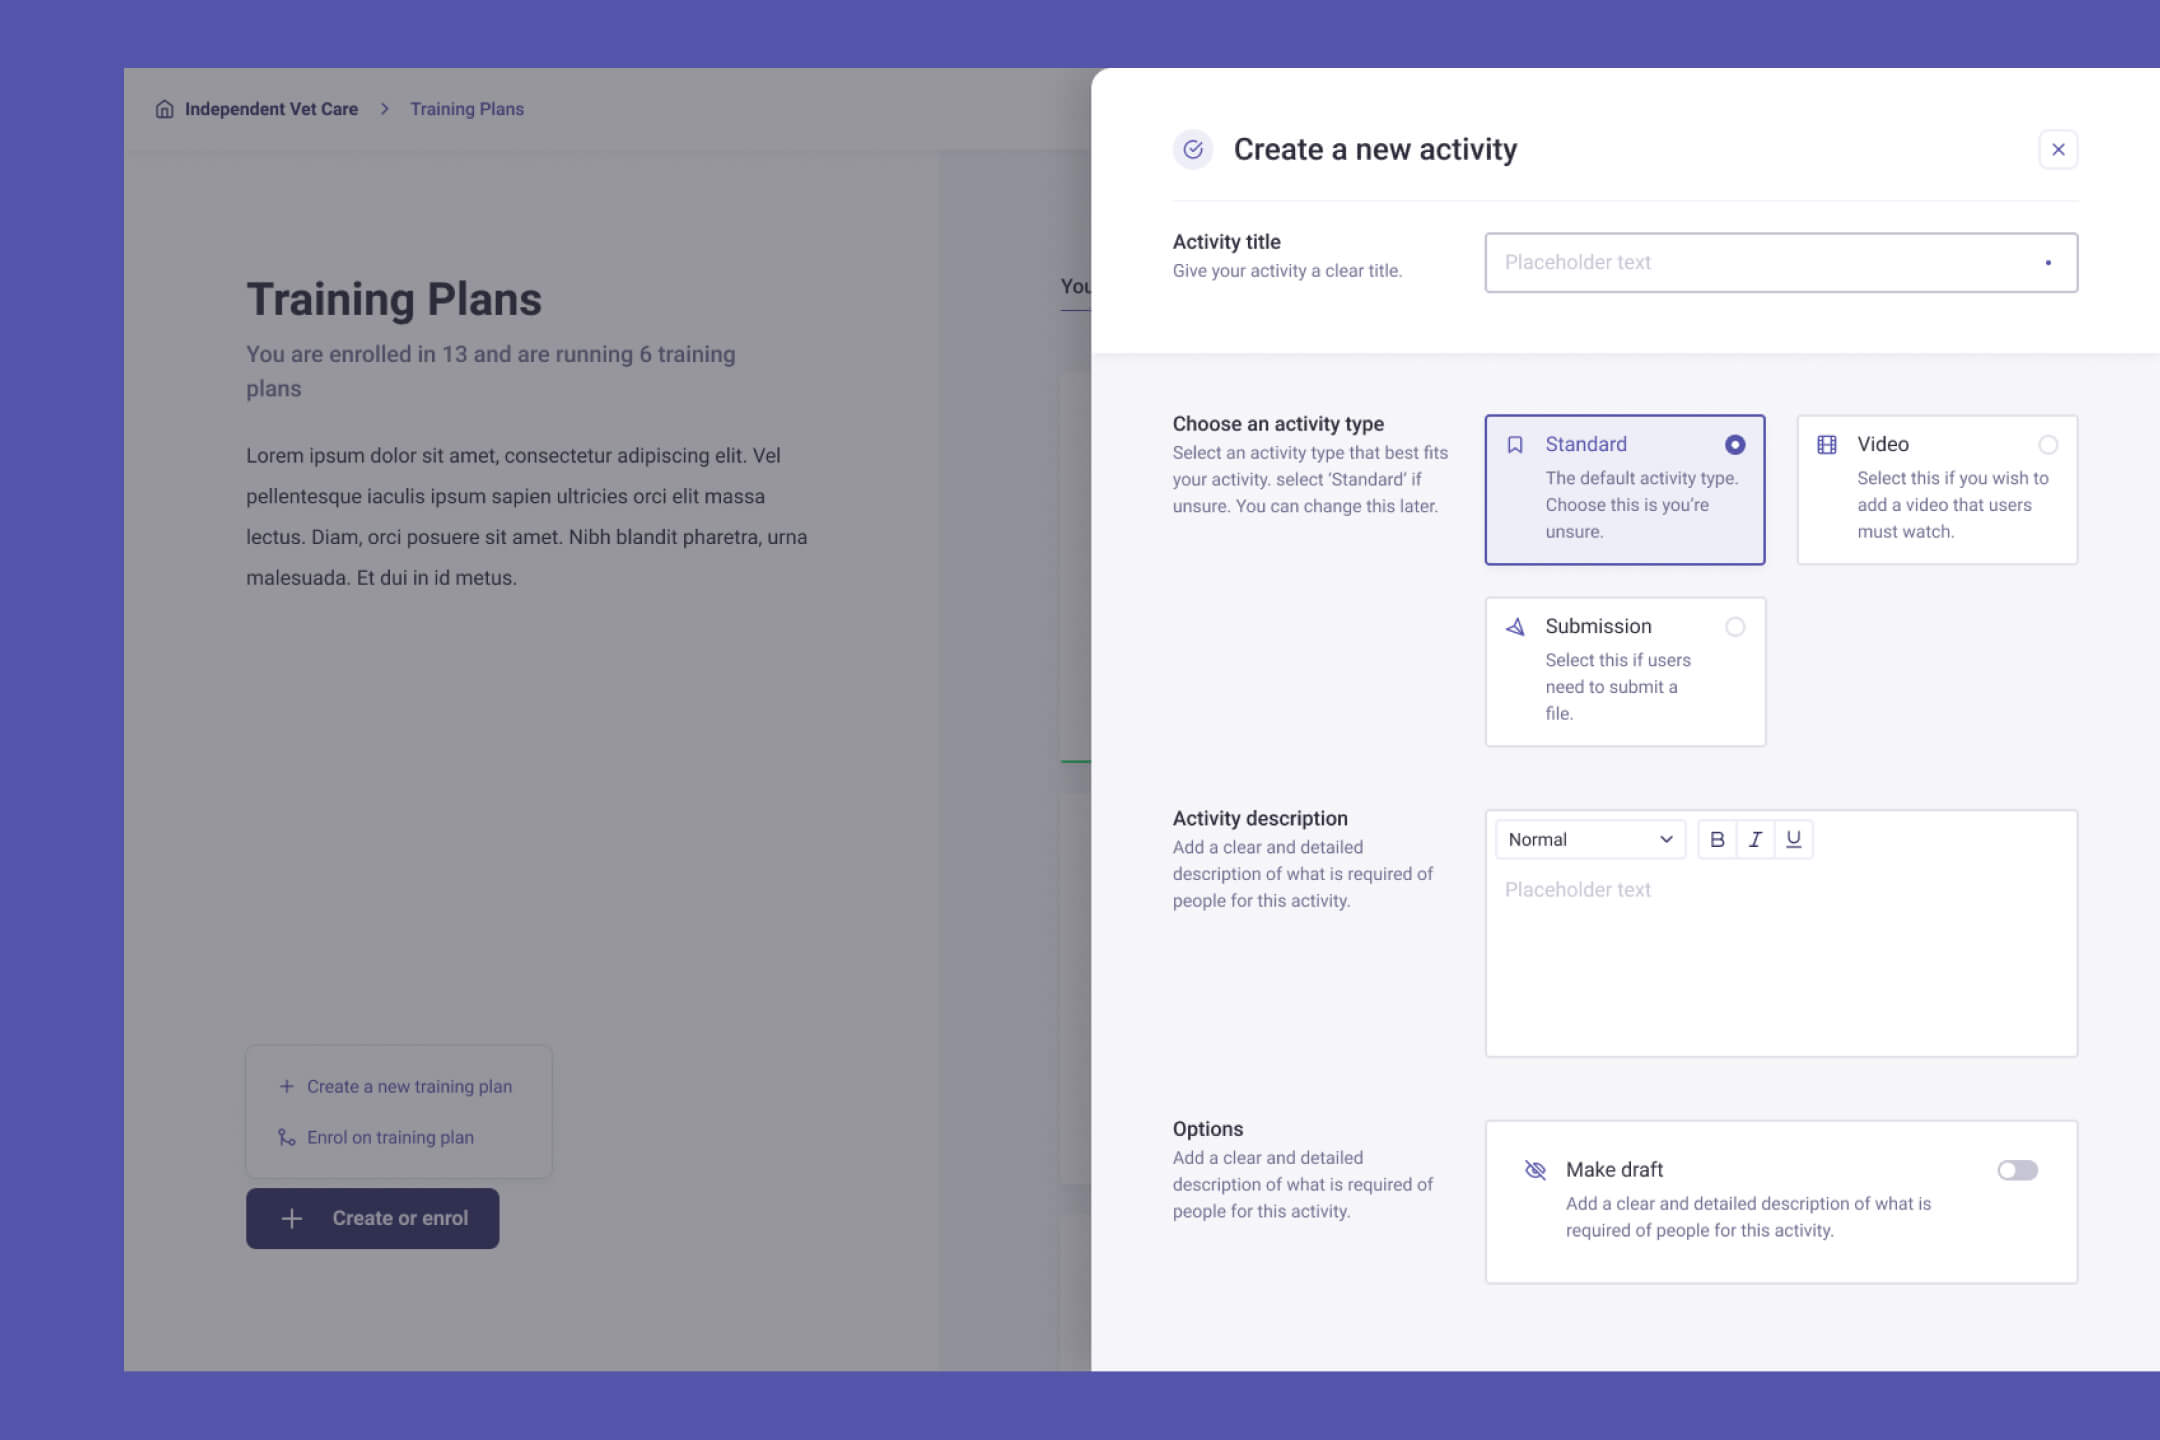 Independent Vet Care > Training Plans
Training Plans
You are enrolled in 13 and are running 6 training
plans
Lorem ipsum dolor sit amet, consectetur adipiscing elit. Vel
pellentesque iaculis ipsum sapien ultricies orci elit massa
lectus. Diam, orci posuere sit amet. Nibh blandit pharetra, urna
malesuada. Et dui in id metus.
Create a new training plan
Enrol on training plan
Create or enrol
You
Create a new activity
Activity title
Give your activity a clear title.
Placeholder text
Choose an activity type
Select an activity type that best fits
your activity. select ‘Standard’ if
unsure. You can change this later.
Standard
The default activity type.
Choose this is you’re
unsure.
Video
Select this if you wish to
add a video that users
must watch.
Submission
Select this if users
need to submit a
file.
Activity description
Add a clear and detailed
description of what is required of
people for this activity.
Normal B I U
Placeholder text
Options
Add a clear and detailed
description of what is required of
people for this activity.
Make draft
Add a clear and detailed description of what is
required of people for this activity.